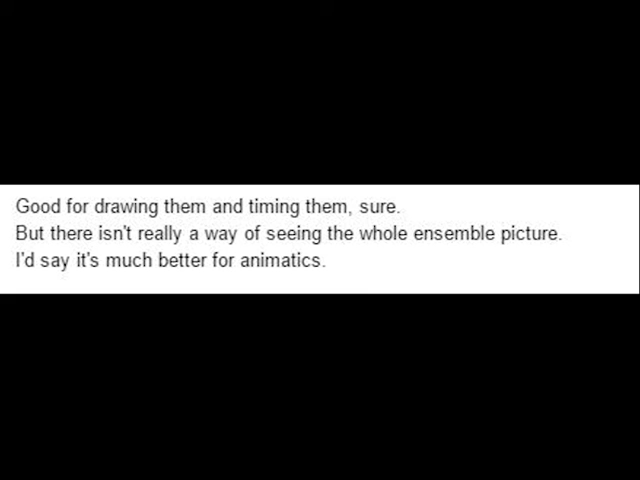 Good for drawing them and timing them, sure.
But there isn't really a way of seeing the whole ensemble picture.
I'd say it's much better for animatics.